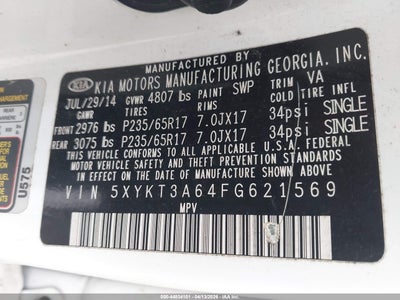 MANUFACTURED BY
KIA KIA MOTORS MANUFACTURING GEORGIA, INC.
JUL/29/14 GVWR 4807 lbs PAINT SWP TRIM VA
GAWR TIRES RIMS COLD TIRE INFL
FRONT 2976 lbs P235/65R17 7.0JX17 34psi SINGLE
REAR 3075 lbs P235/65R17 7.0JX17 34psi SINGLE
THIS VEHICLE CONFORMS TO ALL APPLICABLE
FEDERAL MOTOR VEHICLE SAFETY, BUMPER,
AND THEFT PREVENTION STANDARDS
IN EFFECT ON THE DATE OF MANUFACTURE SHOWN ABOVE.
VIN 5XYKT3A64FG621569
MPV
U575